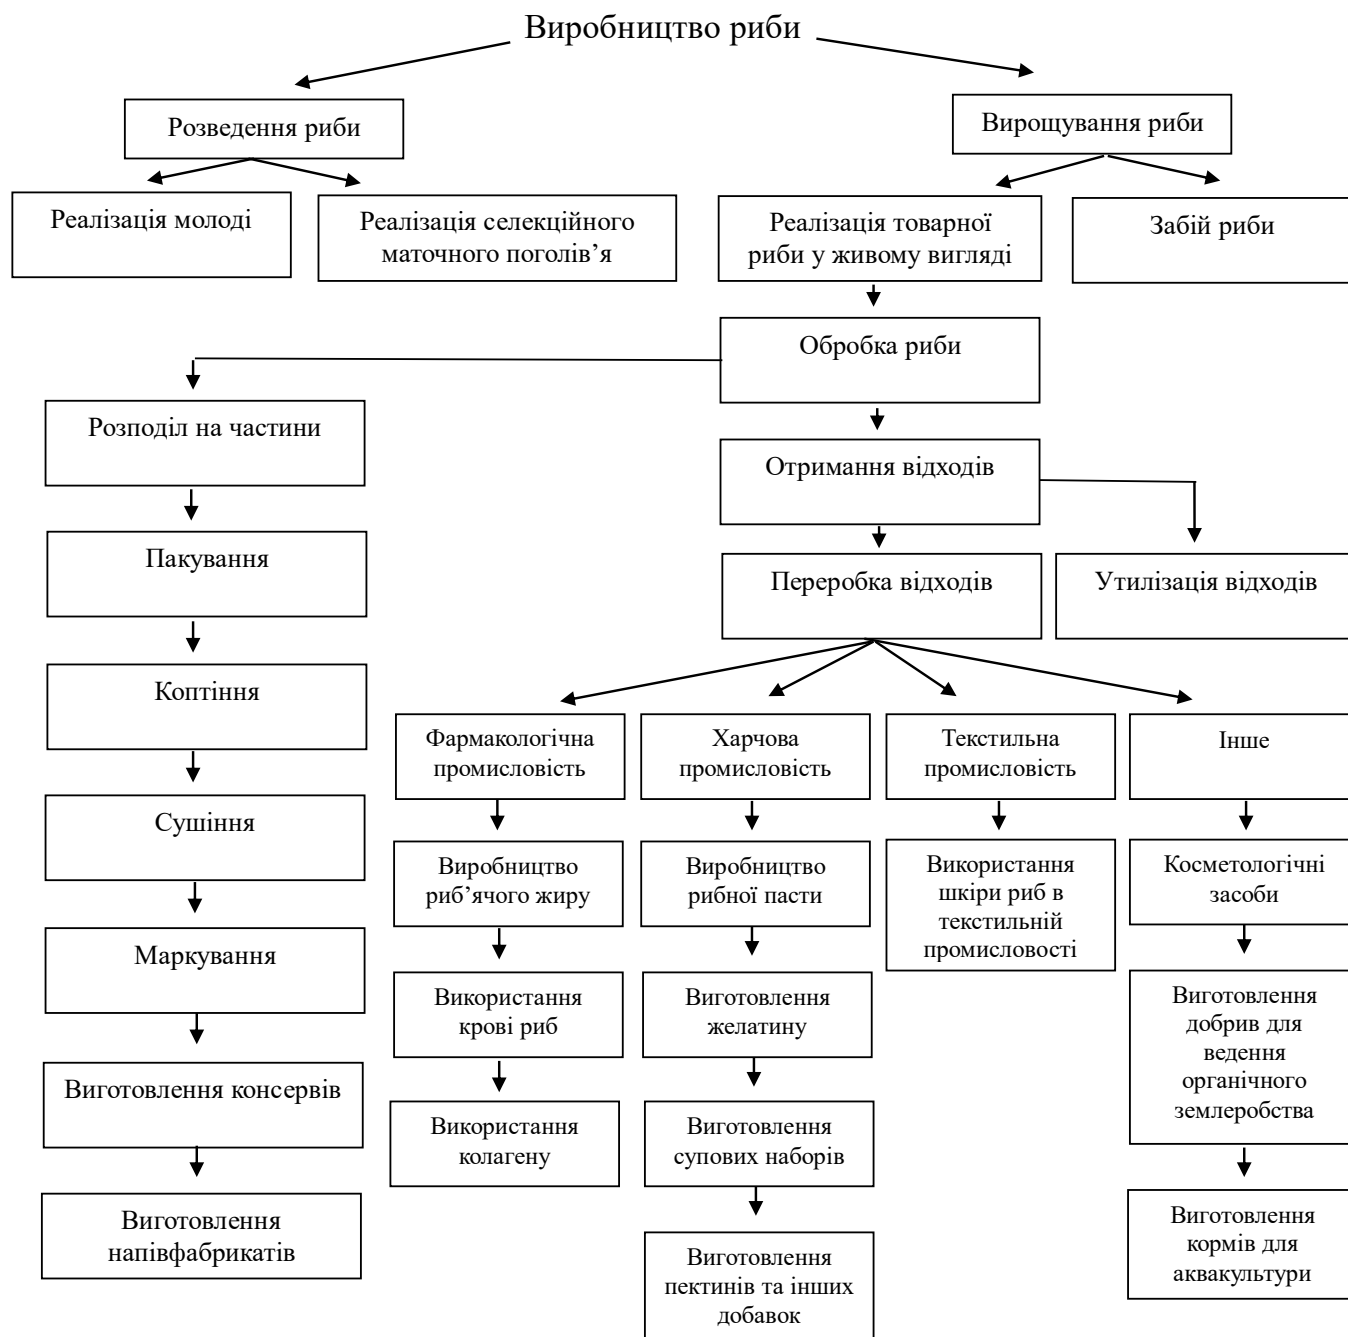 Виробництво риби
Розведення риби
Вирощування риби
Реалізація молоді
Реалізація селекційного
маточного поголів’я
Реалізація товарної
риби у живому вигляді
Забій риби
Обробка риби
Розподіл на частини
Отримання відходів
Пакування
Переробка відходів
Утилізація відходів
Коптіння
Фармакологічна
промисловість
Харчова
промисловість
Текстильна
промисловість
Інше
Сушіння
Виробництво
риб’ячого жиру
Виробництво
рибної пасти
Використання
шкіри риб в
текстильній
промисловості
Косметологічні
засоби
Маркування
Використання
крові риб
Виготовлення
желатину
Виготовлення
добрив для
ведення
органічного
землеробства
Виготовлення консервів
Використання
колагену
Виготовлення
супових наборів
Виготовлення
напівфабрикатів
Виготовлення
пектинів та інших
добавок
Виготовлення
кормів для
аквакультури